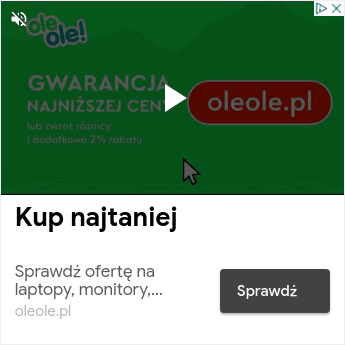 ole
ole!
GWARANCJA
NAJNIŻSZEJ CENY
lub zwrot różnicy
i dodatkowo 2% rabatu
oleole.pl
Kup najtaniej
Sprawdź ofertę na
laptopy, monitory,...
oleole.pl
Sprawdź